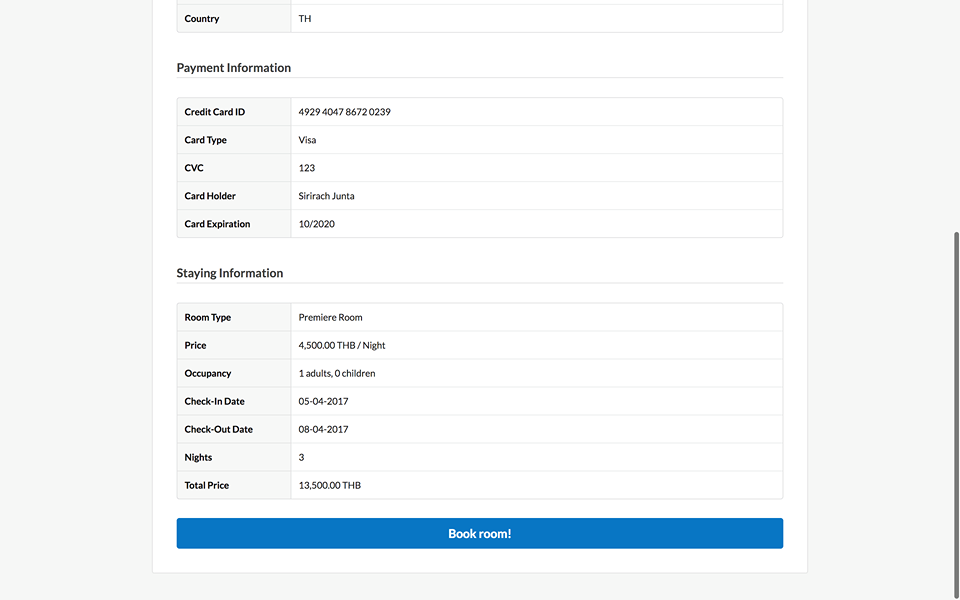 Country TH
Payment Information
Credit Card ID 4929 4047 8672 0239
Card Type Visa
CVC 123
Card Holder Sirirach Junta
Card Expiration 10/2020
Staying Information
Room Type Premiere Room
Price 4,500.00 THB / Night
Occupancy 1 adults, 0 children
Check-In Date 05-04-2017
Check-Out Date 08-04-2017
Nights 3
Total Price 13,500.00 THB
Book room!